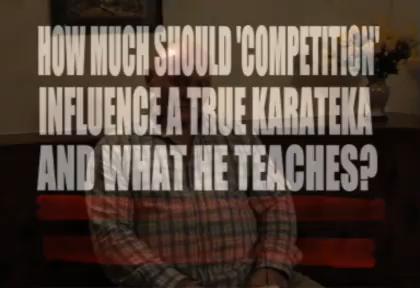 HOW MUCH SHOULD 'COMPETITION'
INFLUENCE A TRUE KARATEKA
AND WHAT HE TEACHES?